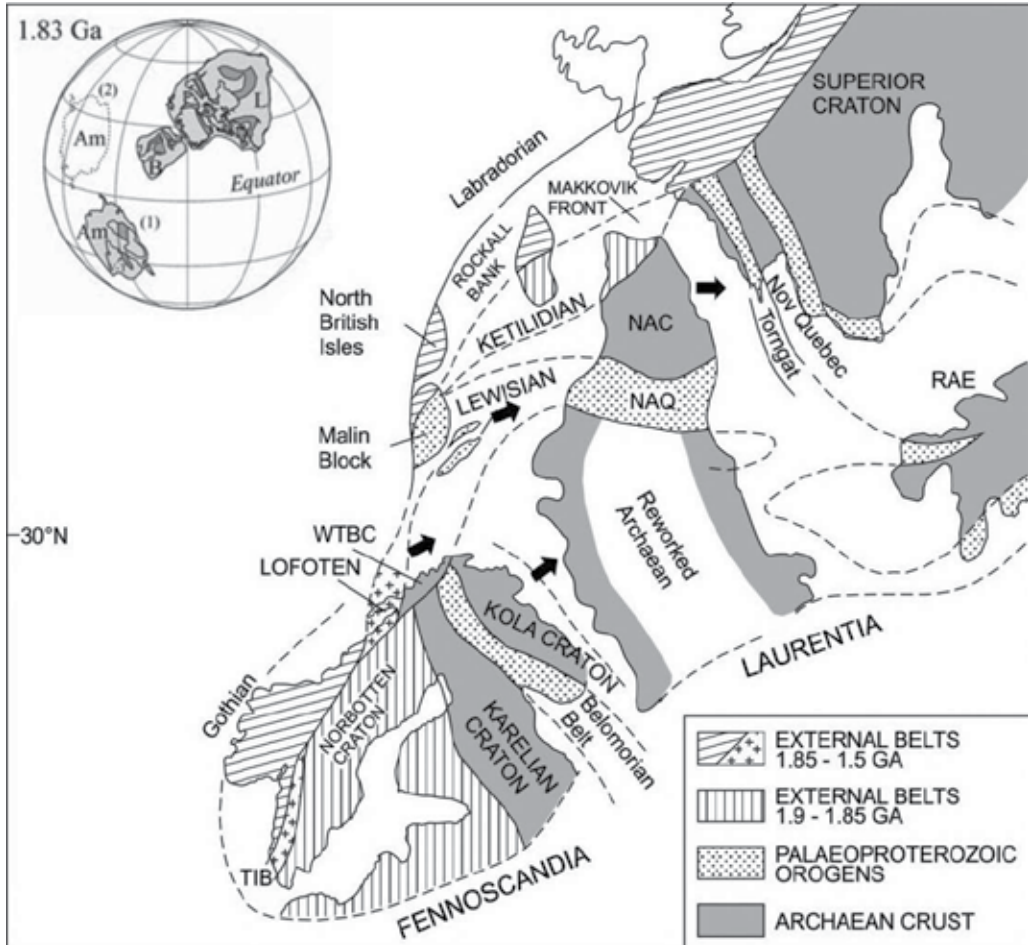 1.83 Ga
(2)
Am
L
B
Equator
Am
(1)
SUPERIOR
CRATON
Labradorian
MAKKOVIK
FRONT
ROCKALL
BANK
North
British
Isles
KETILIDIAN
NAC
Nov Quebec
Torngat
LEWISIAN
NAQ
RAE
Malin
Block
30°N
WTBC
LOFOTEN
Reworked
Archaean
KOLA CRATON
LAURENTIA
Gothian
NORBOTTEN
CRATON
KARELIAN
CRATON
Belomorian
Belt
TIB
FENNOSCANDIA
EXTERNAL BELTS
1.85 - 1.5 GA
EXTERNAL BELTS
1.9 - 1.85 GA
PALAEOPROTEROZOIC
OROGENS
ARCHAEAN CRUST